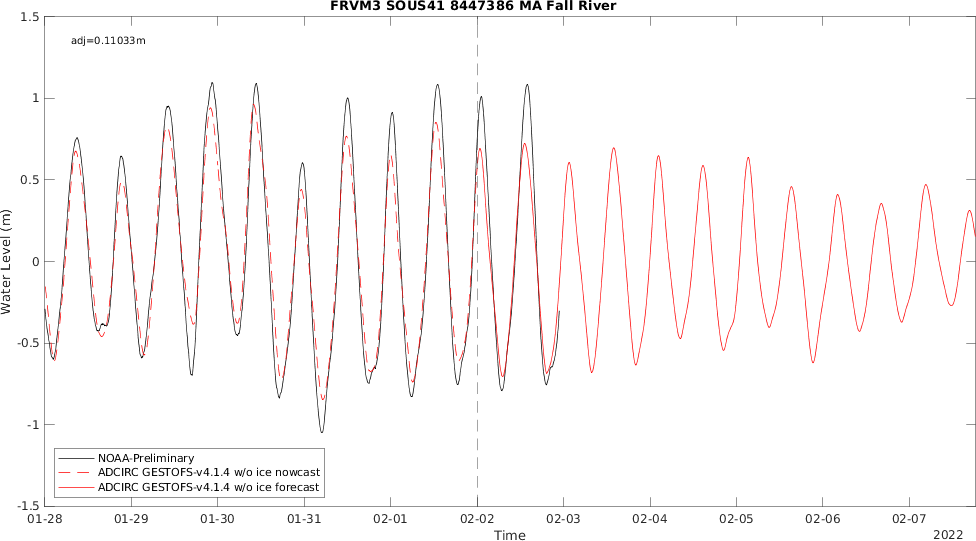 FRVM3 SOUS41 8447386 MA Fall River
adj=0.11033m
1.5
1
0.5
0
-0.5
-1
-1.5
Water Level (m)
NOAA-Preliminary
ADCIRC GESTOFS-v4.1.4 w/o ice nowcast
ADCIRC GESTOFS-v4.1.4 w/o ice forecast
01-28 01-29 01-30 01-31 02-01 02-02 02-03 02-04 02-05 02-06 02-07
Time
2022